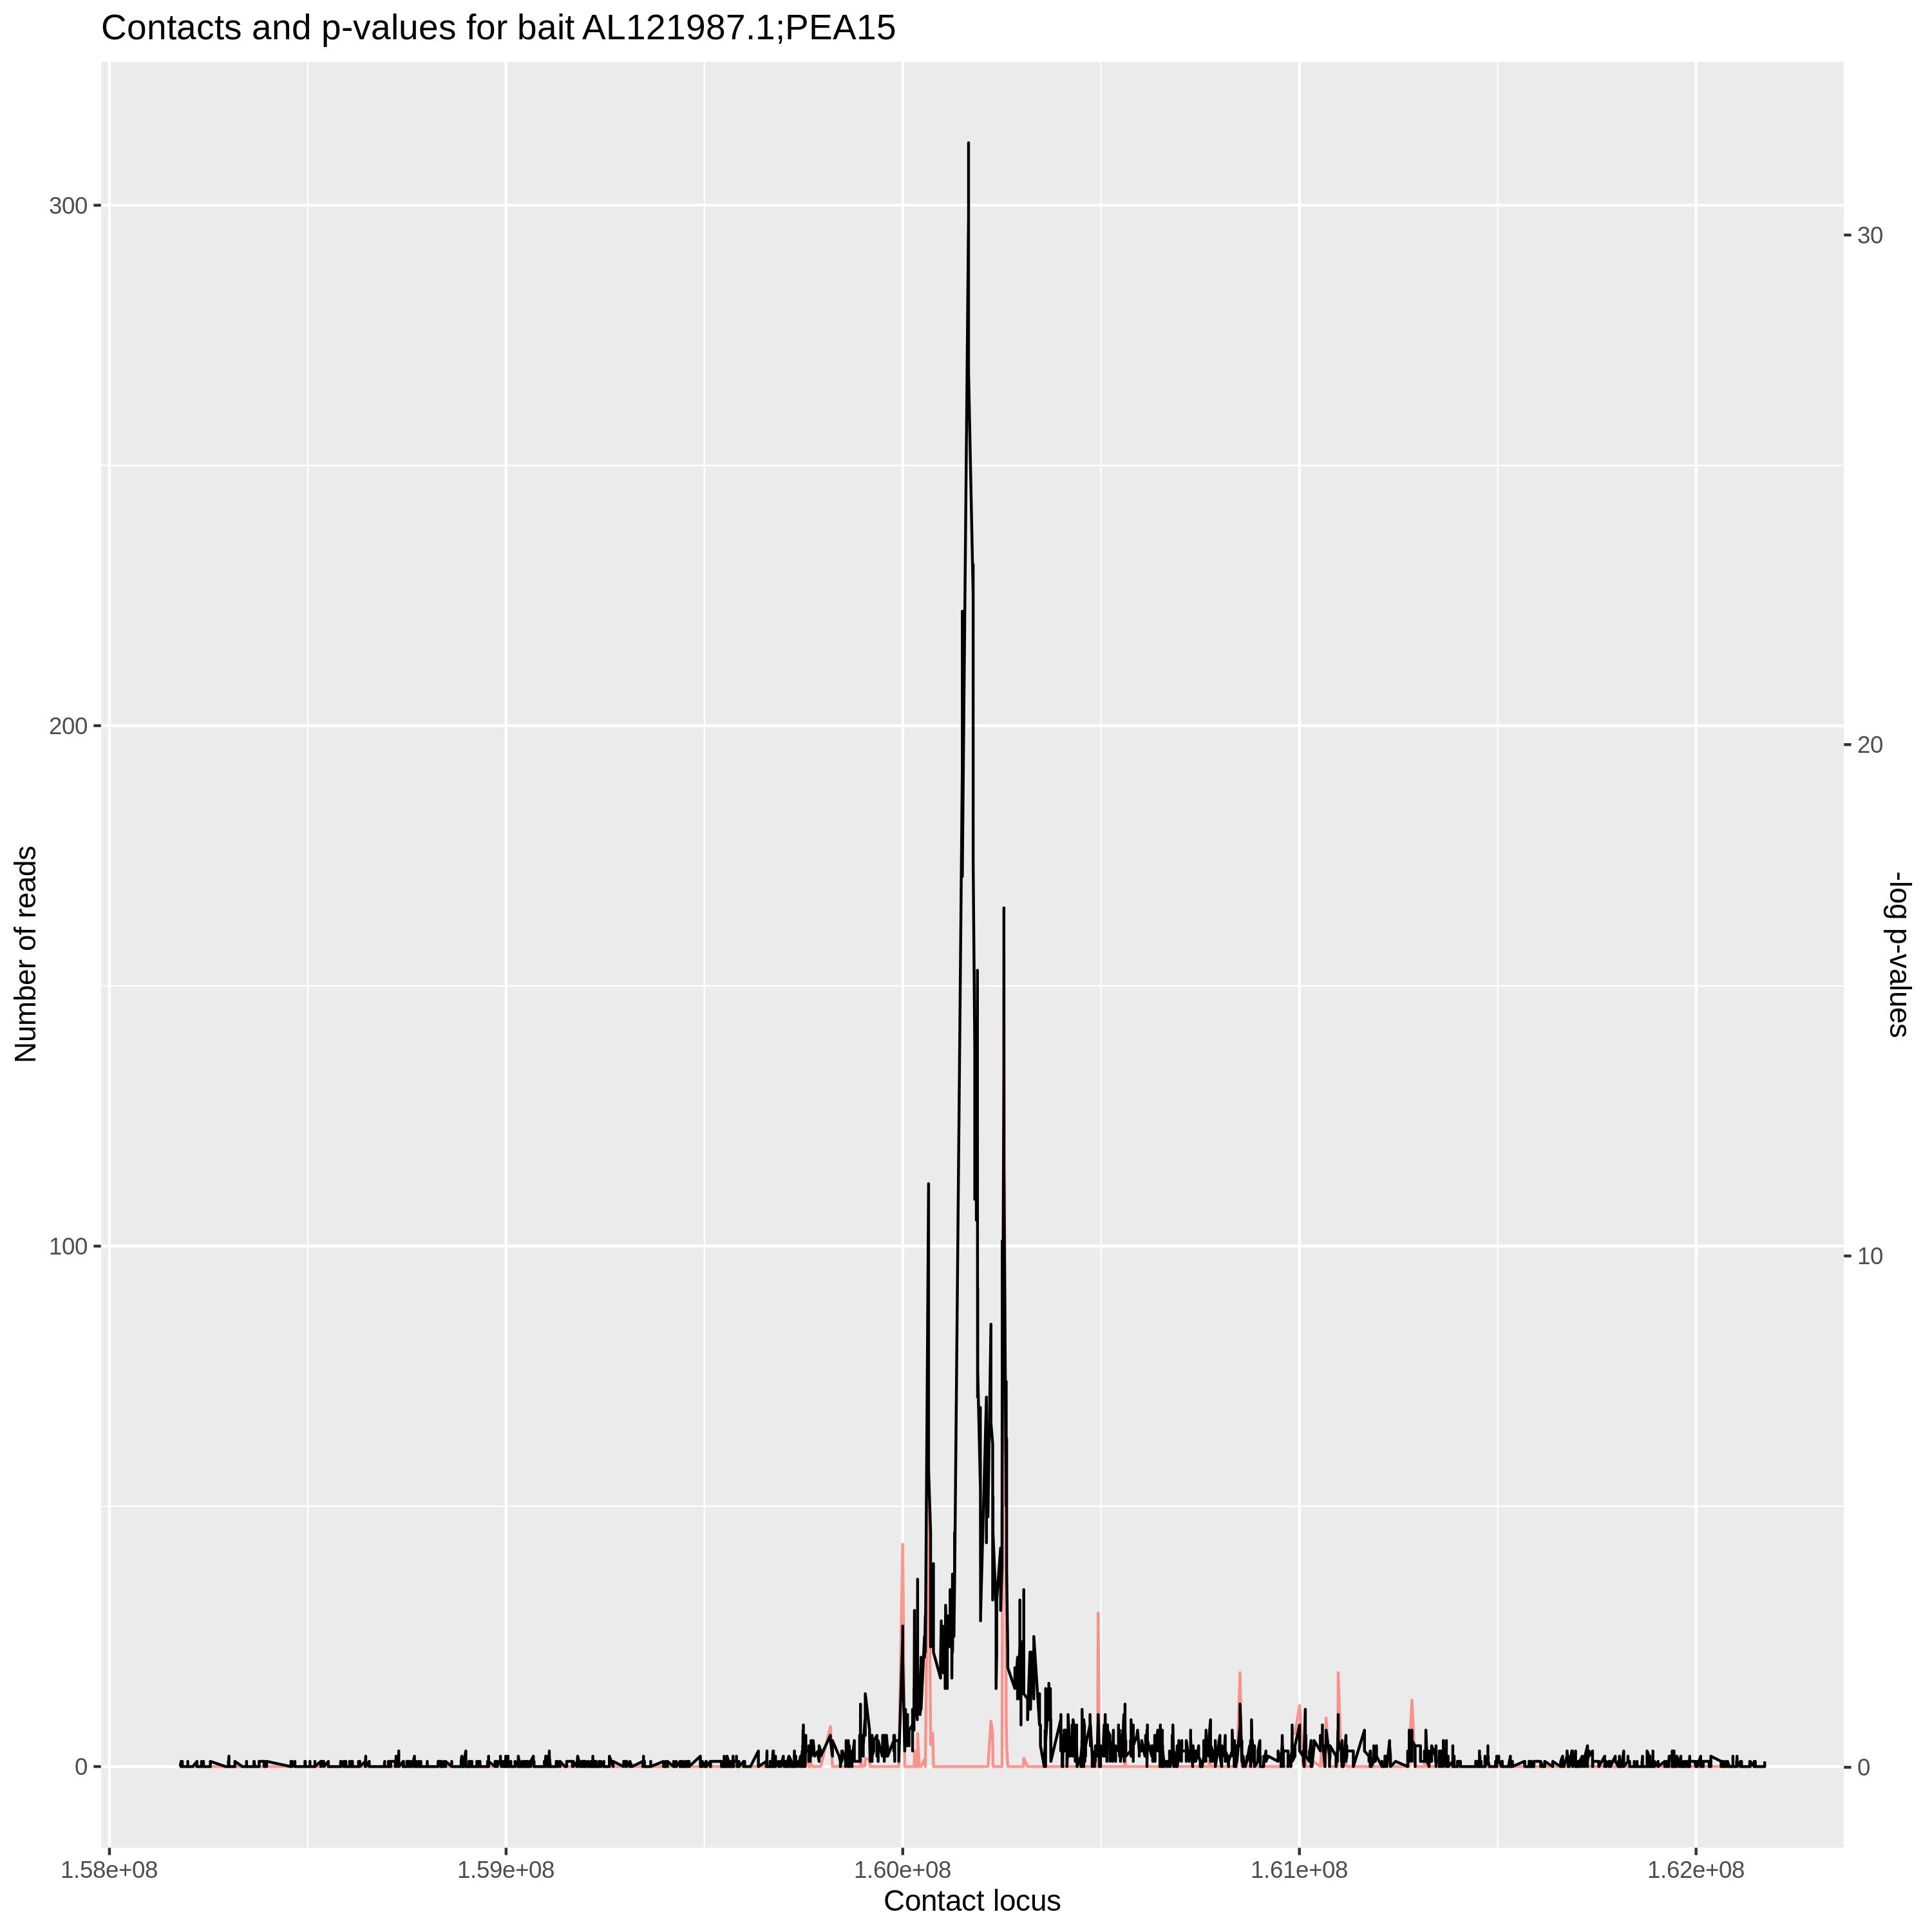 Contacts and p-values for bait AL121987.1;PEA15
300
200
100
0
Number of reads
30
20
10
0
-log p-values
1.58e+08
1.59e+08
1.60e+08
1.61e+08
1.62e+08
Contact locus